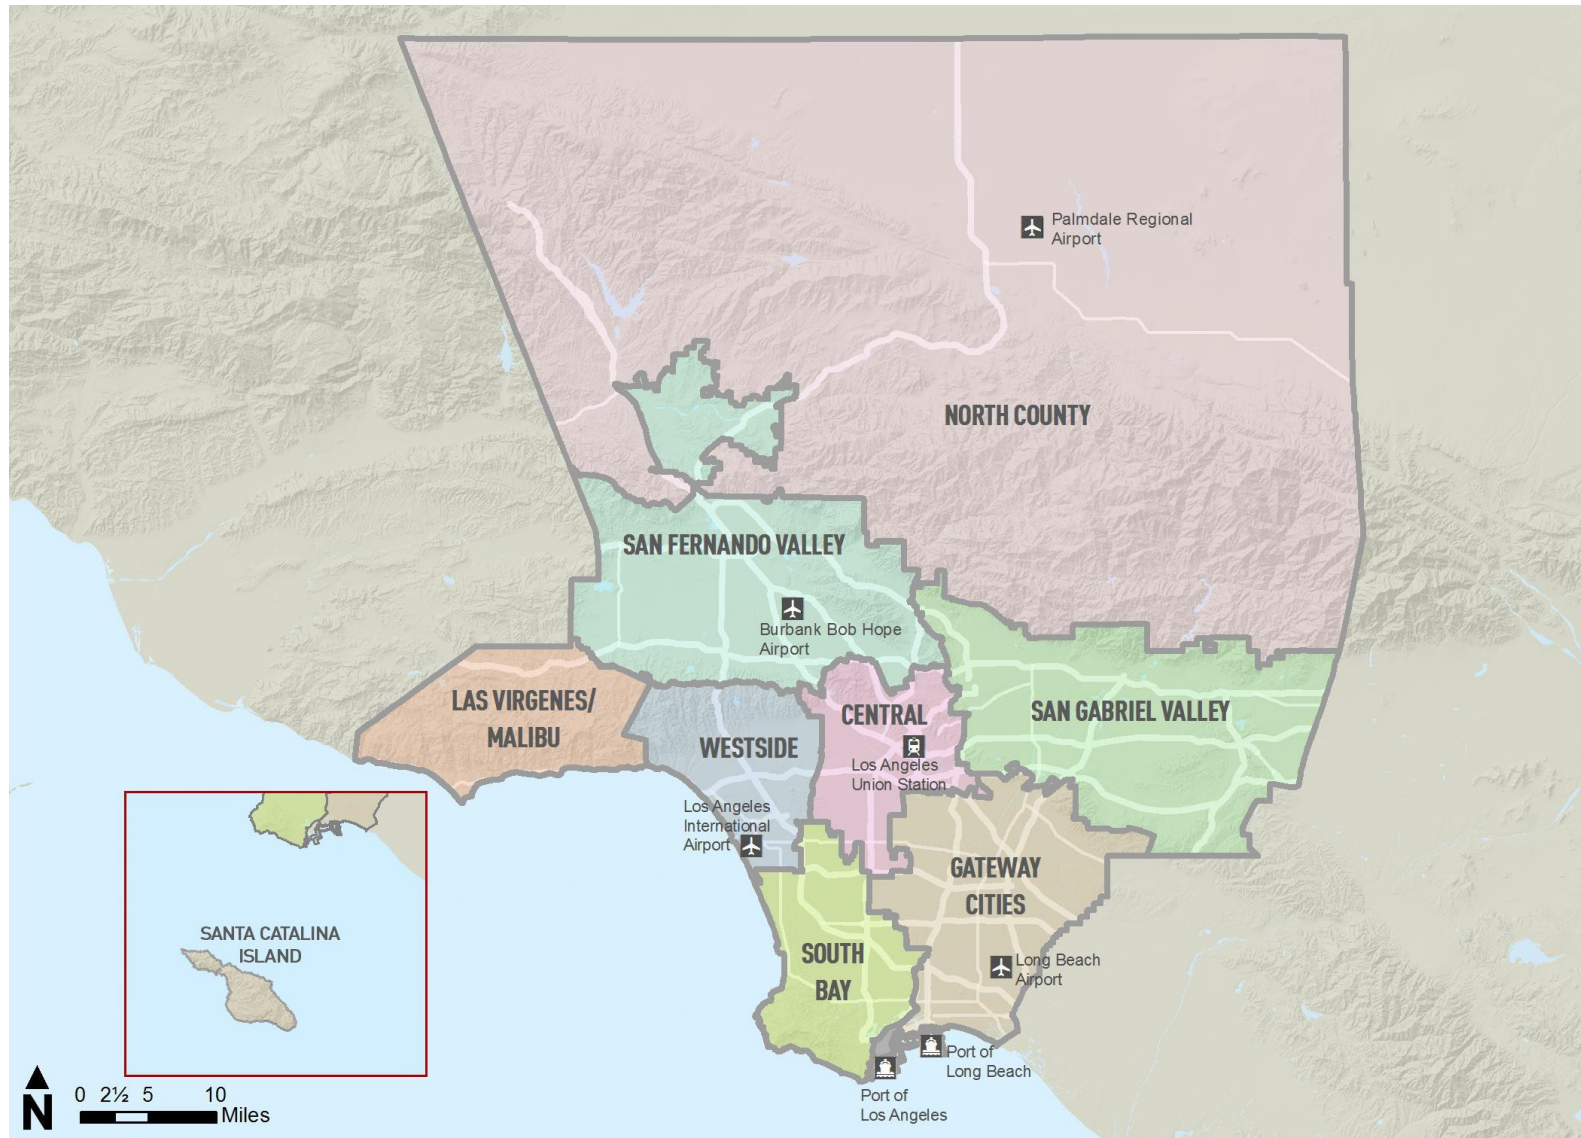 Palmdale Regional
Airport
NORTH COUNTY
SAN FERNANDO VALLEY
Burbank Bob Hope
Airport
LAS VIRGENES/
MALIBU
WESTSIDE
CENTRAL
Los Angeles
Union Station
SAN GABRIEL VALLEY
Los Angeles
International
Airport
GATEWAY
CITIES
SOUTH
BAY
Long Beach
Airport
Port of
Long Beach
Port of
Los Angeles
SANTA CATALINA
ISLAND
N
0 2½ 5 10
Miles